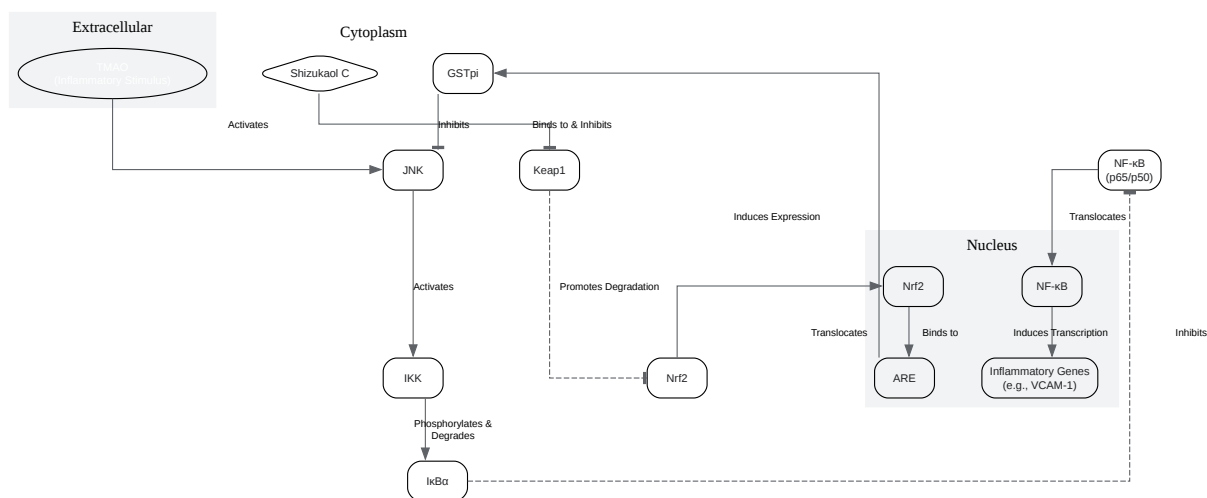 Extracellular
Cytoplasm
TMAO
(Inflammatory Stimulus)
Shizukaol C
GSTpi
Activates
Inhibits
Binds to & Inhibits
JNK
Keap1
NF-κB
(p65/p50)
Induces Expression
Translocates
Nucleus
Activates
Promotes Degradation
Nrf2
NF-κB
Translocates
Binds to
Induces Transcription
Inhibits
IKK
Nrf2
ARE
Inflammatory Genes
(e.g., VCAM-1)
Phosphorylates &
Degrades
IκBα